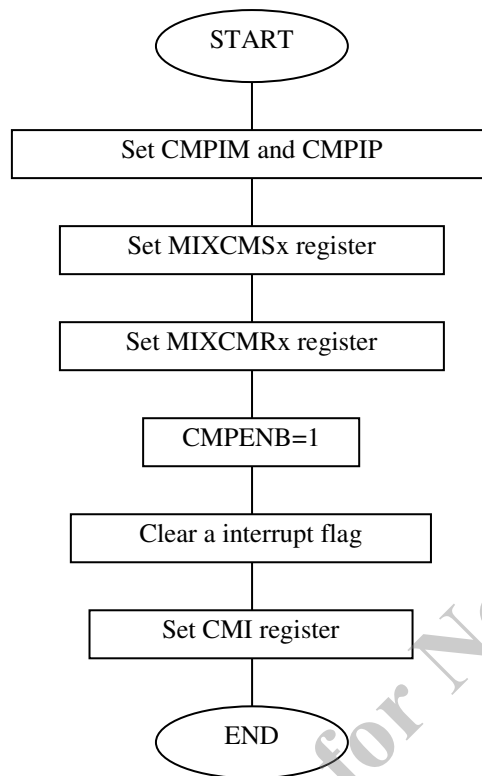 START
Set CMPIM and CMPIP
Set MIXCMSx register
Set MIXCMRx register
CMPENB=1
Clear a interrupt flag
Set CMI register
END
for